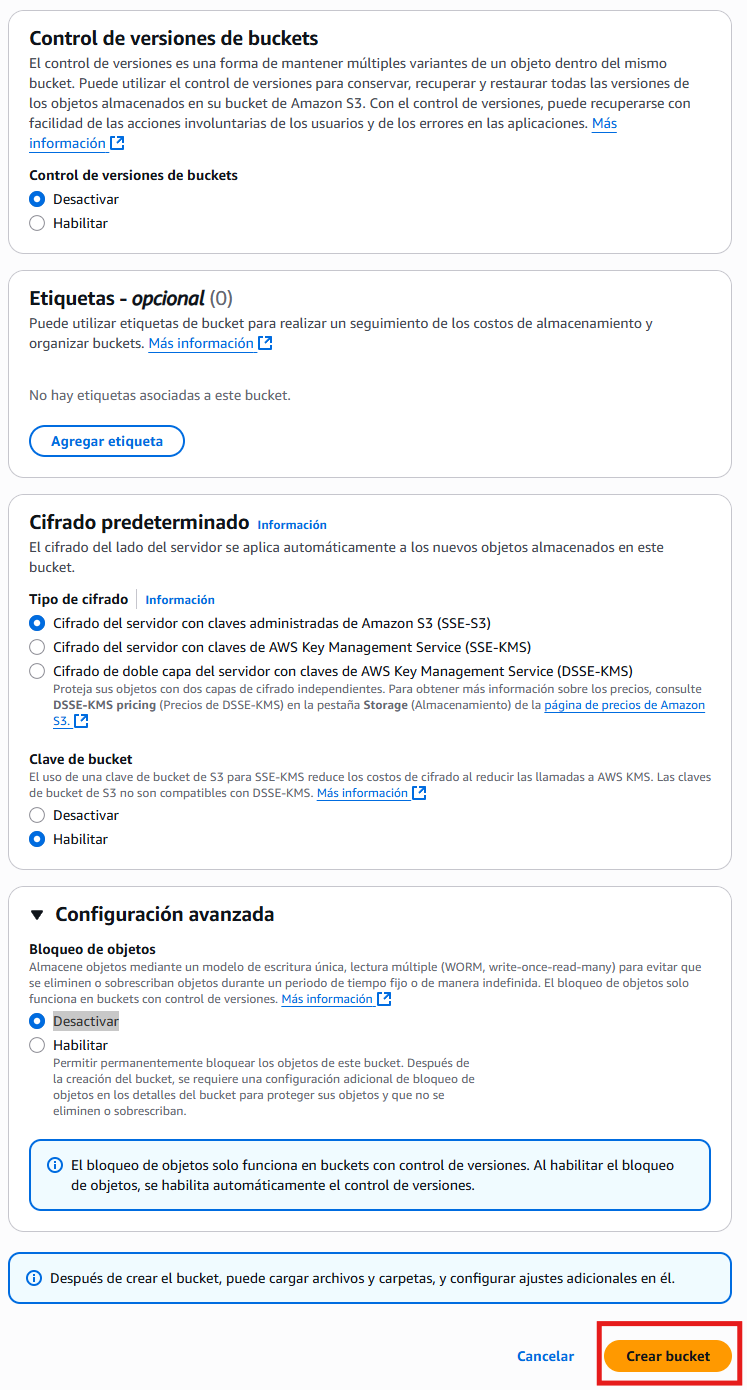 Control de versiones de buckets
El control de versiones es una forma de mantener múltiples variantes de un objeto dentro del mismo
bucket. Puede utilizar el control de versiones para conservar, recuperar y restaurar todas las versiones de
los objetos almacenados en su bucket de Amazon S3. Con el control de versiones, puede recuperarse con
facilidad de las acciones involuntarias de los usuarios y de los errores en las aplicaciones. Más
información
Control de versiones de buckets
Desactivar
Habilitar
Etiquetas - opcional (0)
Puede utilizar etiquetas de bucket para realizar un seguimiento de los costos de almacenamiento y
organizar buckets. Más información
No hay etiquetas asociadas a este bucket.
Agregar etiqueta
Cifrado predeterminado Información
El cifrado del lado del servidor se aplica automáticamente a los nuevos objetos almacenados en este
bucket.
Tipo de cifrado Información
Cifrado del servidor con claves administradas de Amazon S3 (SSE-S3)
Cifrado del servidor con claves de AWS Key Management Service (SSE-KMS)
Cifrado de doble capa del servidor con claves de AWS Key Management Service (DSSE-KMS)
Proteja sus objetos con dos capas de cifrado independientes. Para obtener más información sobre los precios, consulte
DSSE-KMS pricing (Precios de DSSE-KMS) en la pestaña Storage (Almacenamiento) de la página de precios de Amazon
S3.
Clave de bucket
El uso de una clave de bucket de S3 para SSE-KMS reduce los costos de cifrado al reducir las llamadas a AWS KMS. Las claves
de bucket de S3 no son compatibles con DSSE-KMS. Más información
Desactivar
Habilitar
Configuración avanzada
Bloqueo de objetos
Almacene objetos mediante un modelo de escritura única, lectura múltiple (WORM, write-once-read-many) para evitar que
se eliminen o sobrescriban objetos durante un periodo de tiempo fijo o de manera indefinida. El bloqueo de objetos solo
funciona en buckets con control de versiones. Más información
Desactivar
Habilitar
Permitir permanentemente bloquear los objetos de este bucket. Después de
la creación del bucket, se requiere una configuración adicional de bloqueo de
objetos en los detalles del bucket para proteger sus objetos y que no se
eliminen o sobrescriban.
El bloqueo de objetos solo funciona en buckets con control de versiones. Al habilitar el bloqueo
de objetos, se habilita automáticamente el control de versiones.
Después de crear el bucket, puede cargar archivos y carpetas, y configurar ajustes adicionales en él.
Cancelar Crear bucket